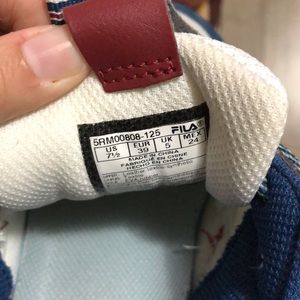 5RM00808-125 FILA
US EUR UK MEX
7½ 39 5 24
MADE IN CHINA
FABRIQUE EN CHINE
HECHO EN CHINA